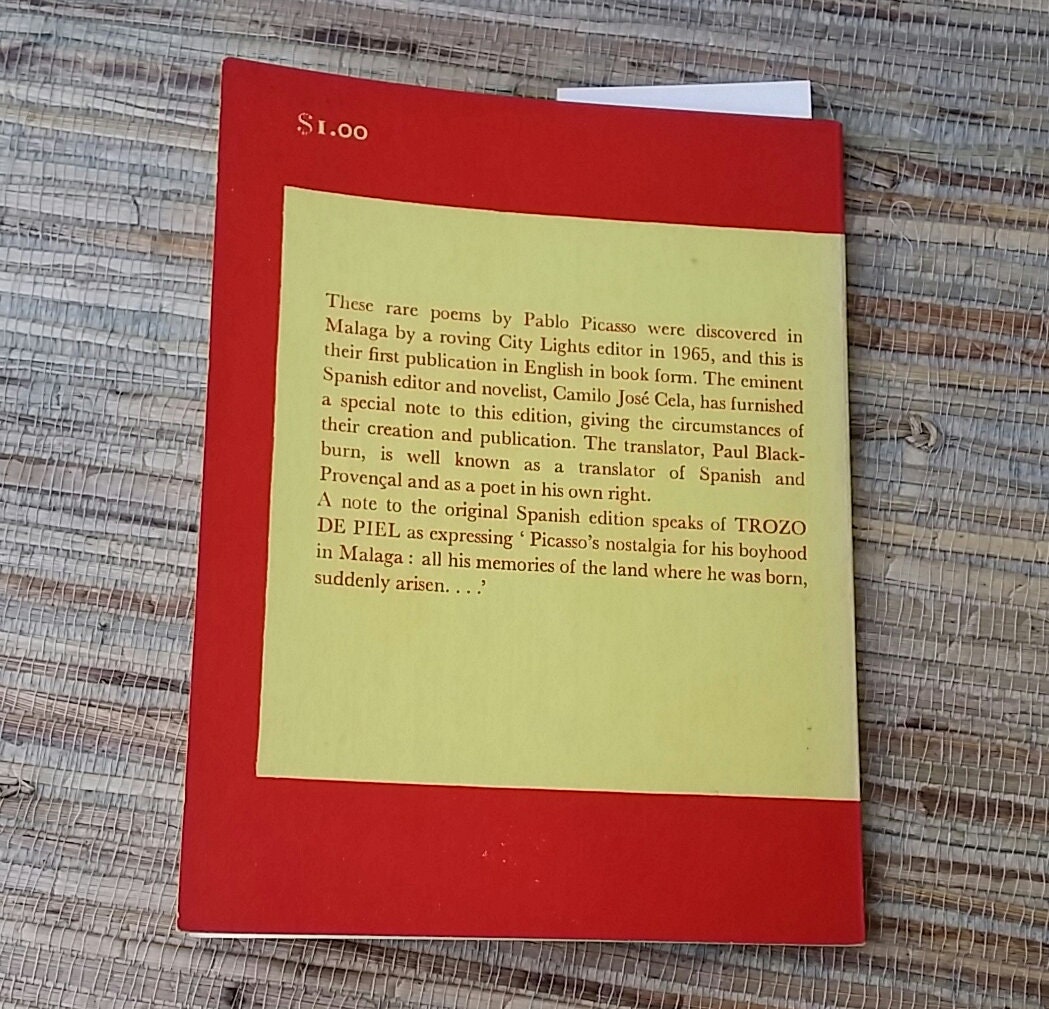 $1.00
These rare poems by Pablo Picasso were discovered in
Malaga by a roving City Lights editor in 1965, and this is
their first publication in English in book form. The eminent
Spanish editor and novelist, Camilo José Cela, has furnished
a special note to this edition, giving the circumstances of
their creation and publication. The translator, Paul Black-
burn, is well known as a translator of Spanish and
Provençal and as a poet in his own right.
A note to the original Spanish edition speaks of TROZO
DE PIEL as expressing ‘ Picasso’s nostalgia for his boyhood
in Malaga : all his memories of the land where he was born,
suddenly arisen. . . .’